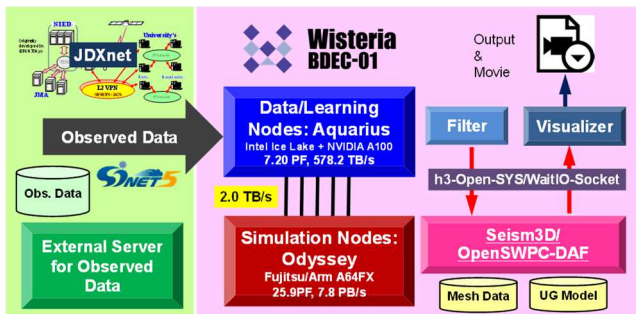 NIED
JDXnet
University's
JMA
L2 VPN
Observed Data
Obs. Data
SINET5
External Server
for Observed
Data
Wisteria
BDEC-01
Data/Learning
Nodes: Aquarius
Intel Ice Lake + NVIDIA A100
7.20 PF, 578.2 TB/s
2.0 TB/s
Simulation Nodes:
Odyssey
Fujitsu/Arm A64FX
25.9PF, 7.8 PB/s
Output
&
Movie
Filter
Visualizer
h3-Open-SYS/WaitIO-Socket
Seism3D/
OpenSWPC-DAF
Mesh Data
UG Model